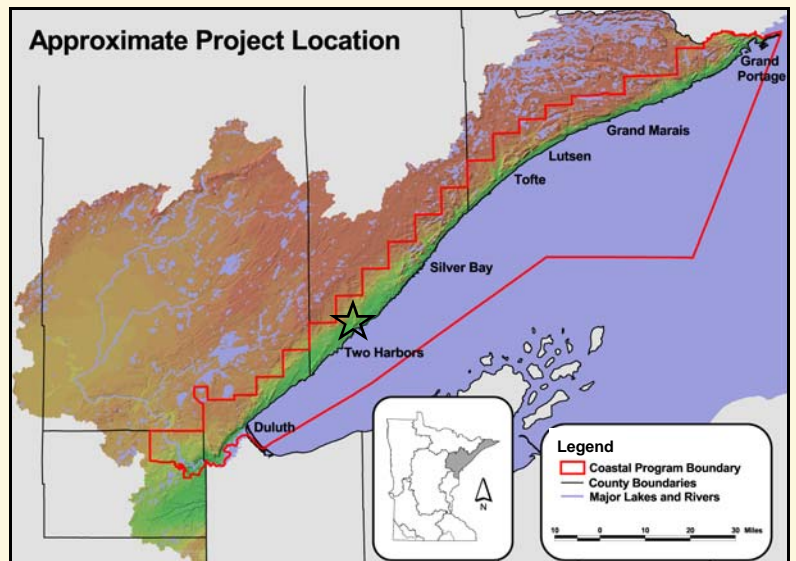 Approximate Project Location
Grand
Portage
Grand Marais
Lutsen
Tofte
Silver Bay
Two Harbors
Duluth
N
Legend
Coastal Program Boundary
County Boundaries
Major Lakes and Rivers
10 0 10 20 30 Miles